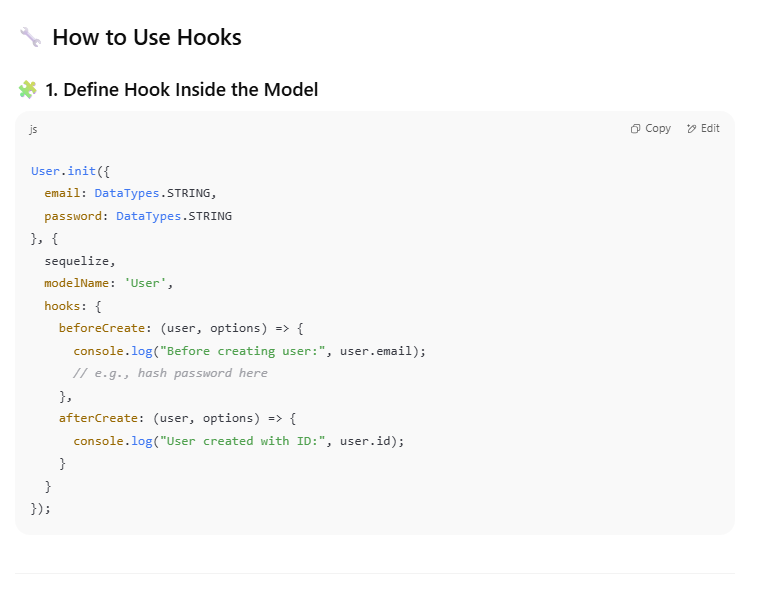 🔧 How to Use Hooks
🧩 1. Define Hook Inside the Model
js Copy Edit
User.init({
  email: DataTypes.STRING,
  password: DataTypes.STRING
}, {
  sequelize,
  modelName: 'User',
  hooks: {
    beforeCreate: (user, options) => {
      console.log("Before creating user:", user.email);
      // e.g., hash password here
    },
    afterCreate: (user, options) => {
      console.log("User created with ID:", user.id);
    }
  }
});